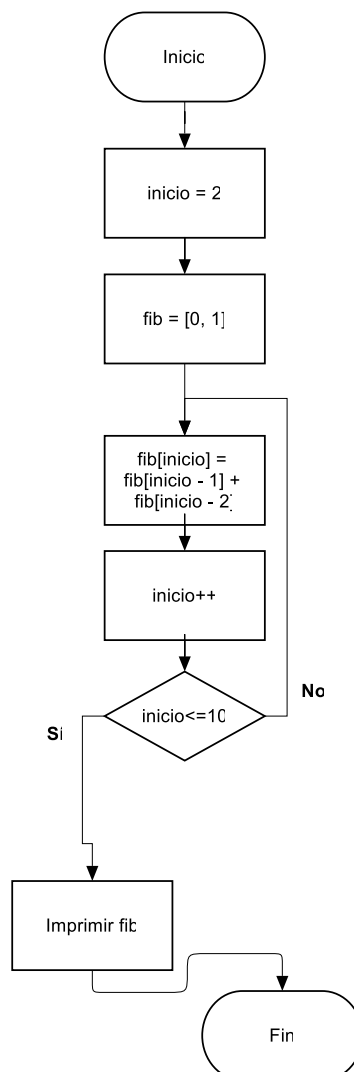 Inicio
inicio = 2
fib = [0, 1]
fib[inicio] =
fib[inicio - 1] +
fib[inicio - 2]
inicio++
inicio<=10
No
Si
Imprimir fib
Fin